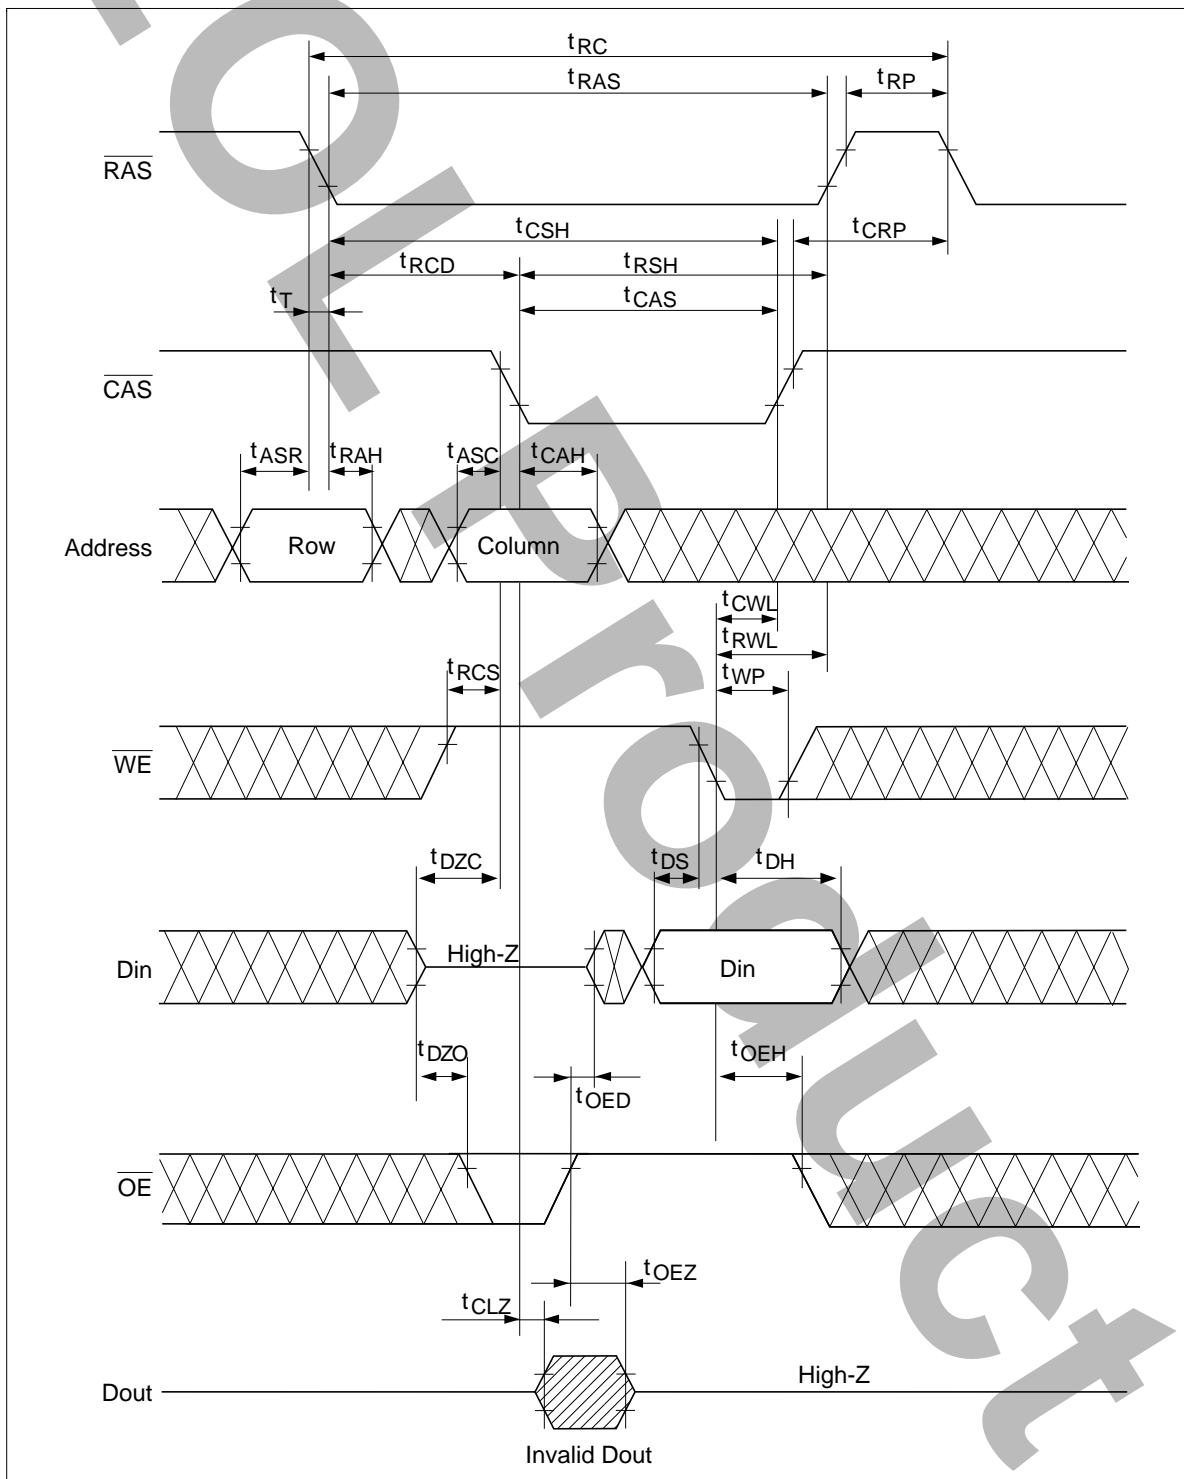 tRC
tRAS
tRP
RAS
tCSH
tCRP
tRCD
tRSH
tT
tCAS
CAS
tASR
tRAH
tASC
tCAH
Address
Row
Column
tCWL
tRWL
tRCS
tWP
WE
tDZC
tDS
tDH
High-Z
Din
Din
tDZO
tOEH
tOED
OE
tOEZ
tCLZ
High-Z
Dout
Invalid Dout
OL Product